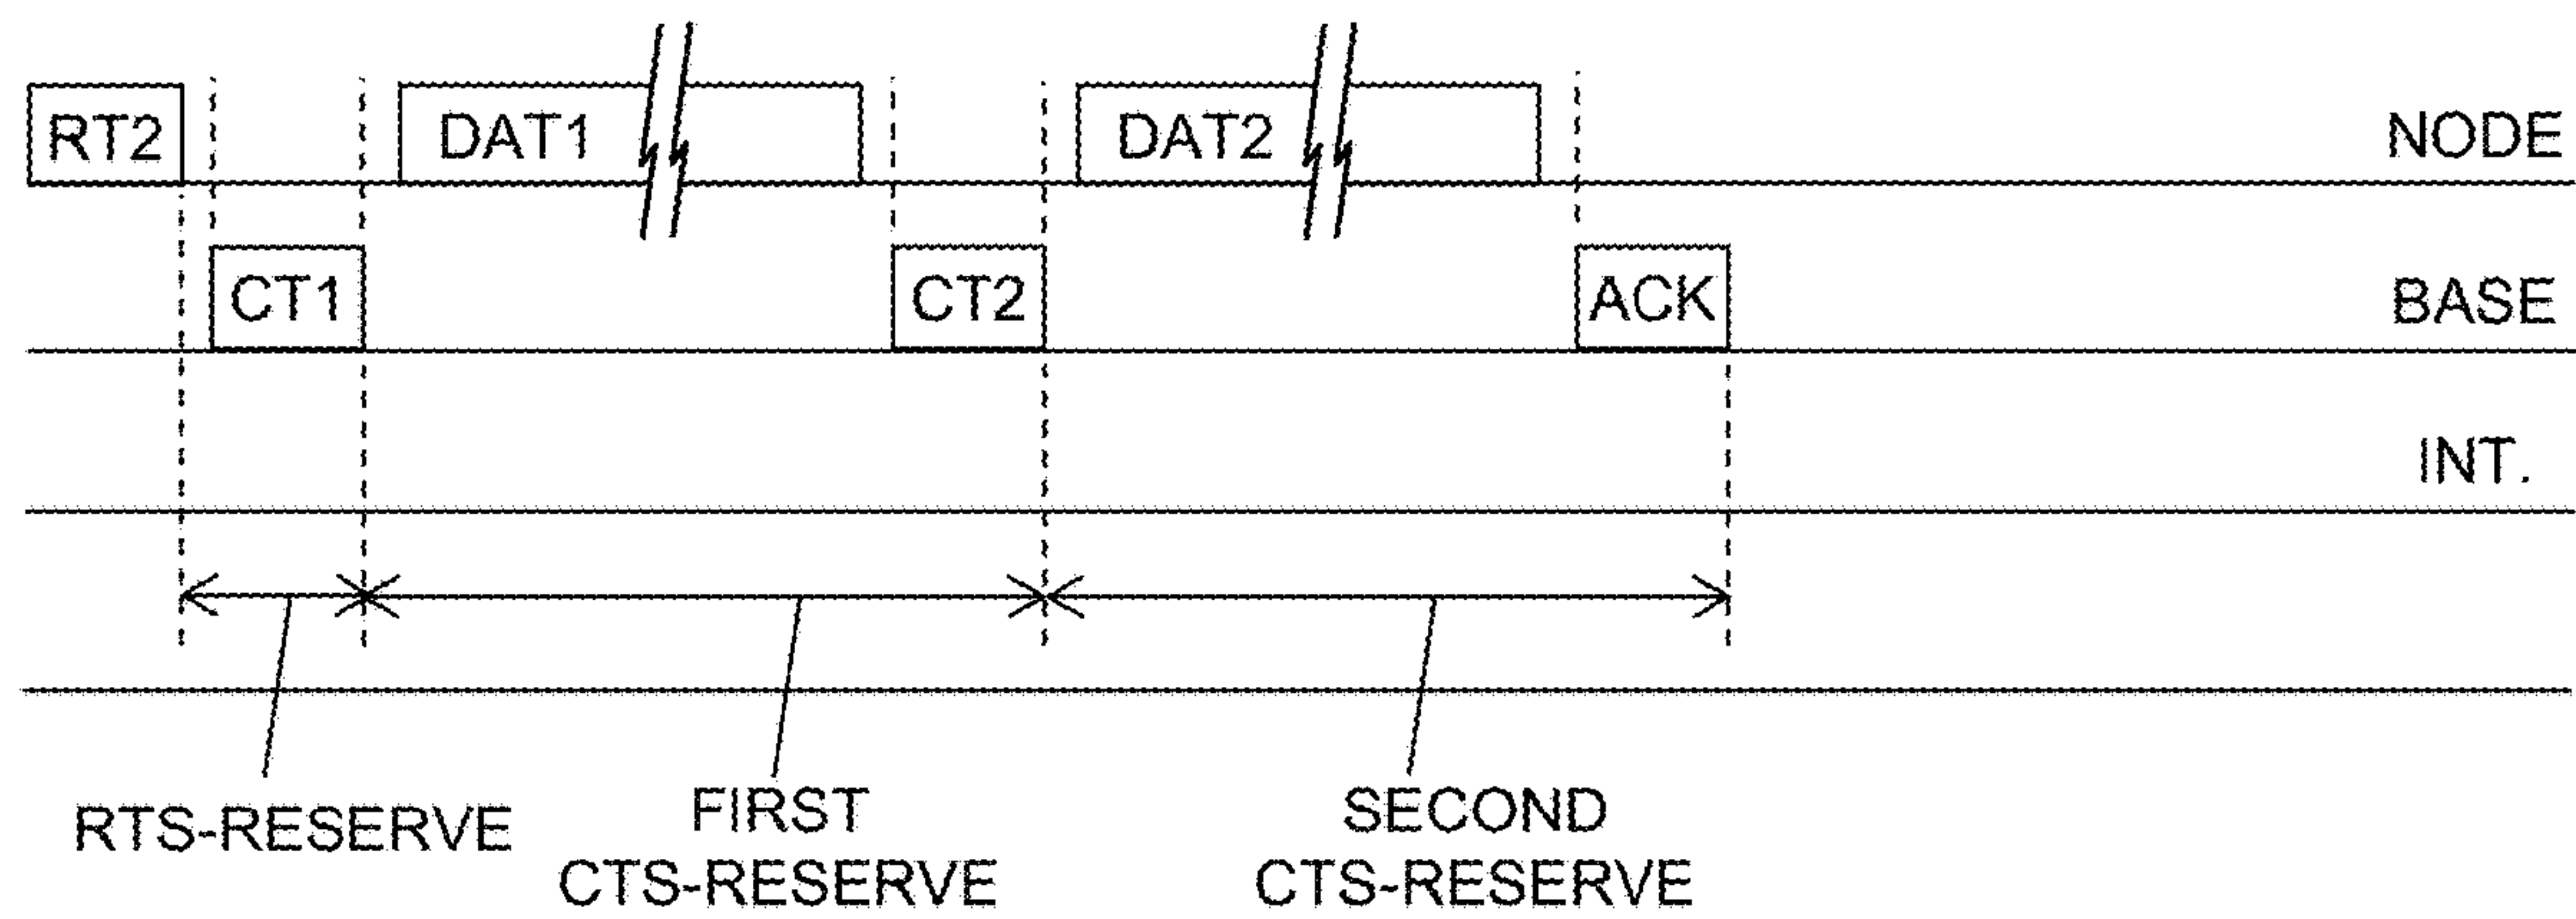 RT2
DAT1
DAT2
NODE
CT1
CT2
ACK
BASE
INT.
RTS-RESERVE
FIRST
CTS-RESERVE
SECOND
CTS-RESERVE